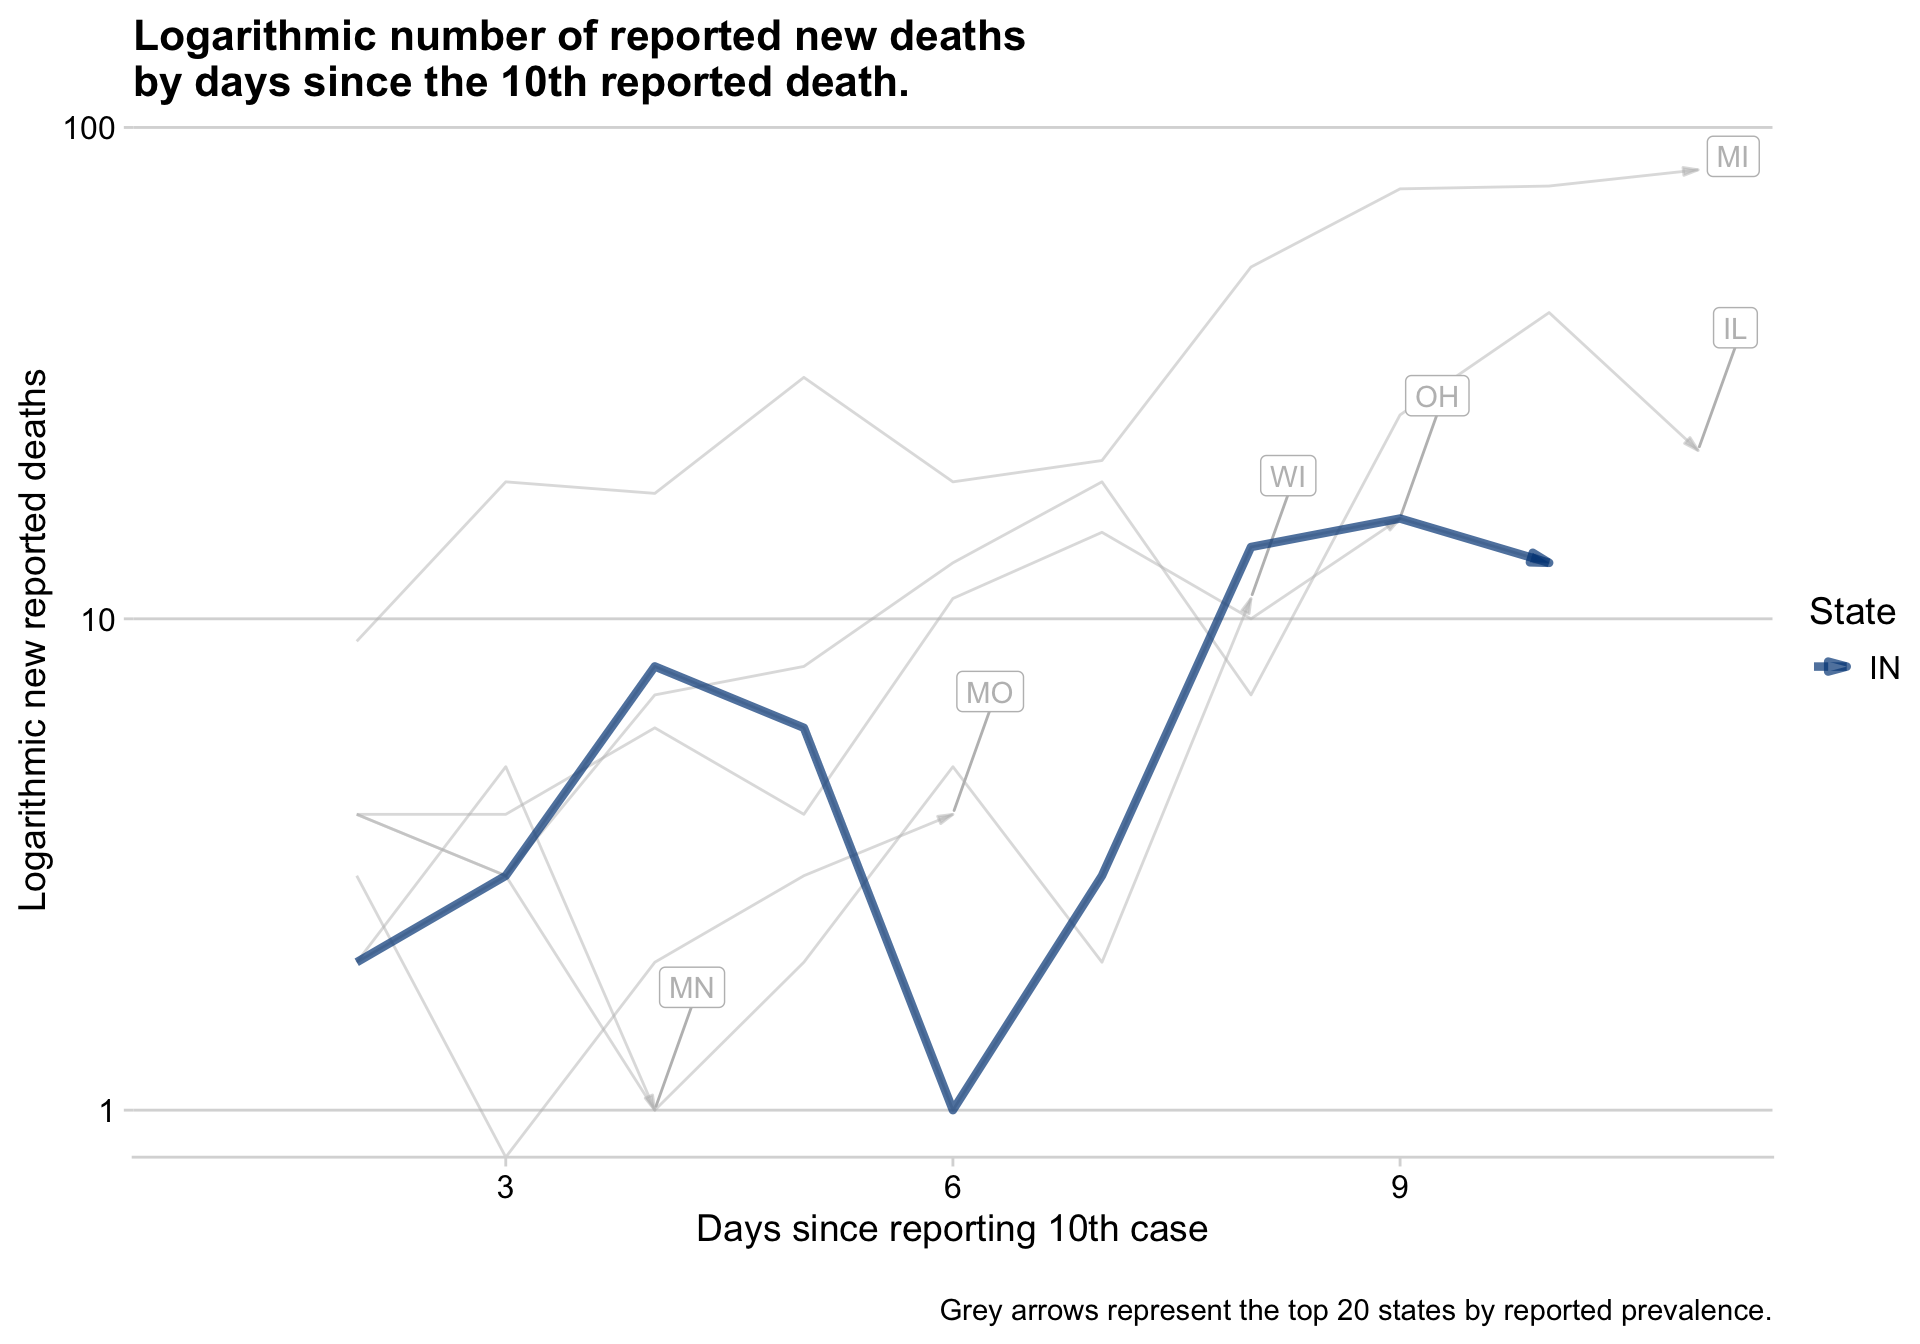 Logarithmic number of reported new deaths
by days since the 10th reported death.
100
MI
IL
OH
WI
10
MO
MN
1
3 6 9
Logarithmic new reported deaths
Days since reporting 10th case
State
IN
Grey arrows represent the top 20 states by reported prevalence.